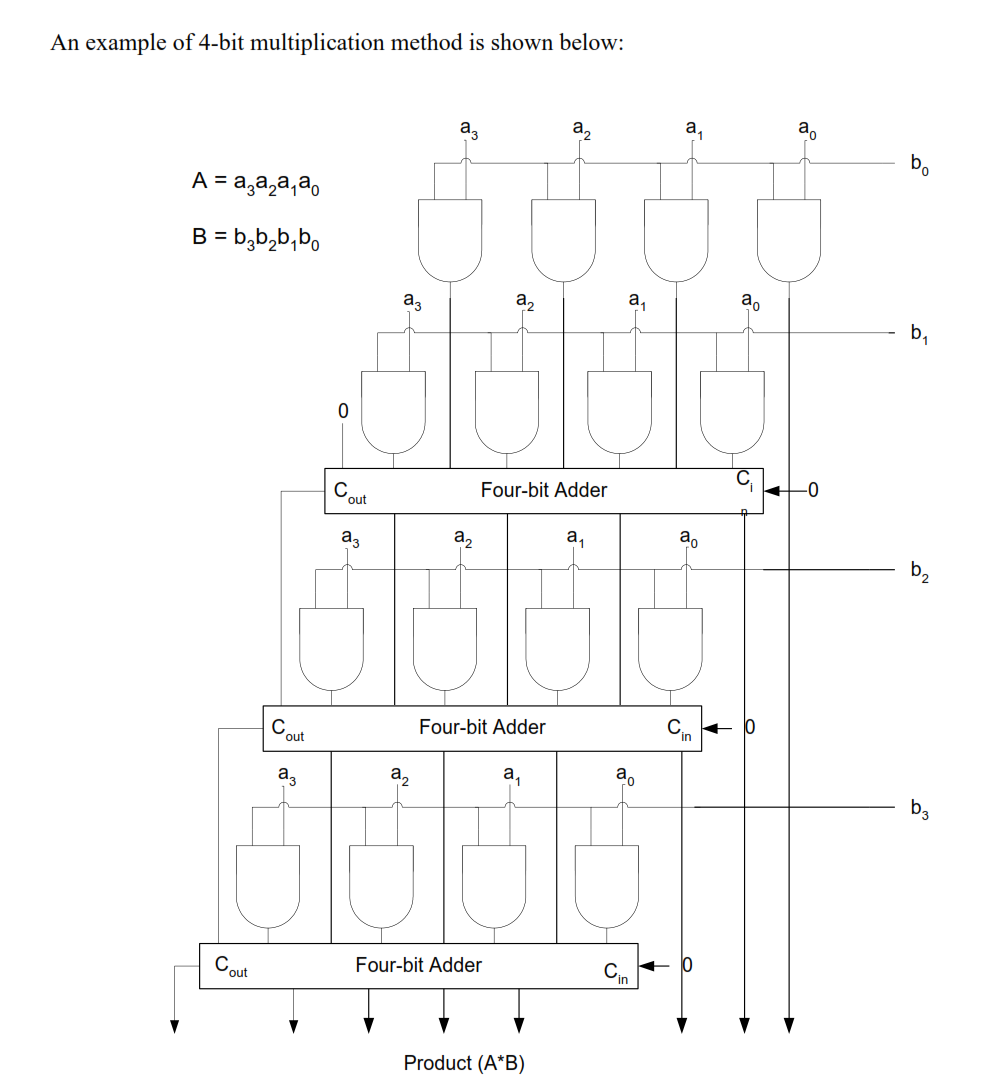 An example of 4-bit multiplication method is shown below:
a3 a2 a1 a0
b0
A = a3a2a1a0
B = b3b2b1b0
a3 a2 a1 a0
b1
0
Cout Four-bit Adder Cin 0
a3 a2 a1 a0
b2
Cout Four-bit Adder Cin 0
a3 a2 a1 a0
b3
Cout Four-bit Adder Cin 0
Product (A*B)